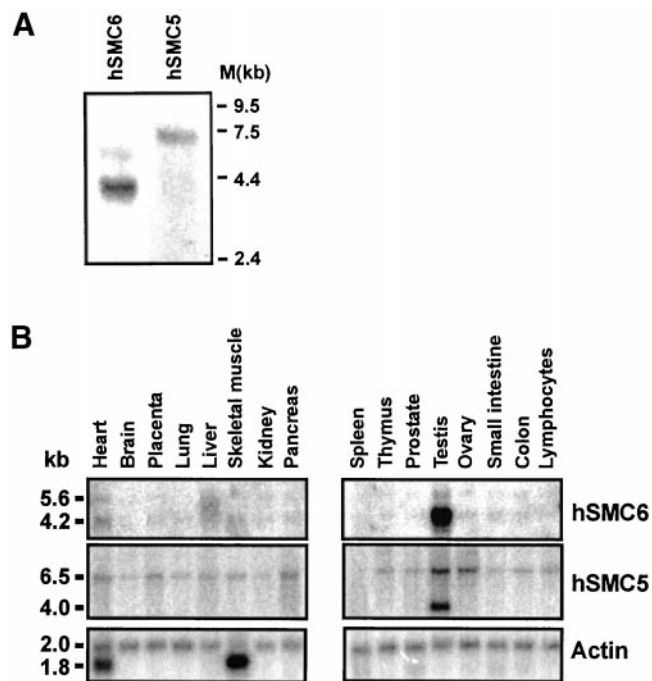 A
hSMC6
hSMC5
M(kb)
9.5
7.5
4.4
2.4
B
kb
Heart
Brain
Placenta
Lung
Liver
Skeletal muscle
Kidney
Pancreas
Spleen
Thymus
Prostate
Testis
Ovary
Small intestine
Colon
Lymphocytes
5.6
4.2
hSMC6
6.5
4.0
hSMC5
2.0
1.8
Actin